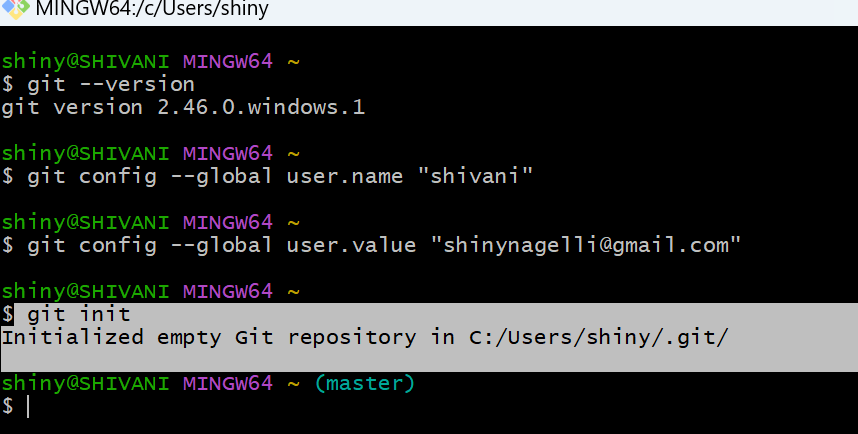 MINGW64:/c/Users/shiny
shiny@SHIVANI MINGW64 ~
$ git --version
git version 2.46.0.windows.1
shiny@SHIVANI MINGW64 ~
$ git config --global user.name "shivani"
shiny@SHIVANI MINGW64 ~
$ git config --global user.value "shinynagelli@gmail.com"
shiny@SHIVANI MINGW64 ~
$ git init
Initialized empty Git repository in C:/Users/shiny/.git/
shiny@SHIVANI MINGW64 ~ (master)
$